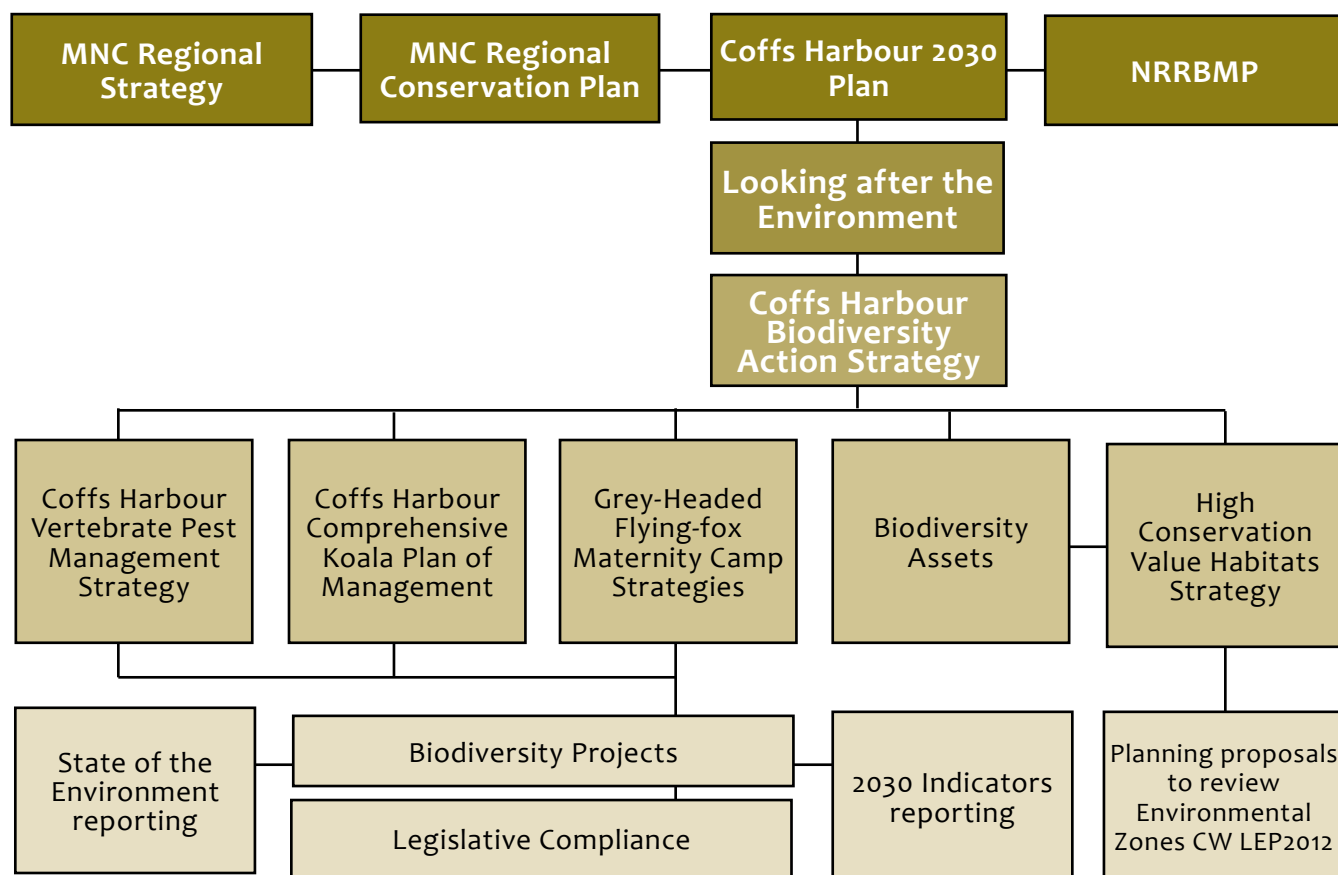 MNC Regional
Strategy
MNC Regional
Conservation Plan
Coffs Harbour 2030
Plan
NRRBMP
Looking after the
Environment
Coffs Harbour
Biodiversity
Action Strategy
Coffs Harbour
Vertebrate Pest
Management
Strategy
Coffs Harbour
Comprehensive
Koala Plan of
Management
Grey-Headed
Flying-fox
Maternity Camp
Strategies
Biodiversity
Assets
High
Conservation
Value Habitats
Strategy
State of the
Environment
reporting
Biodiversity Projects
Legislative Compliance
2030 Indicators
reporting
Planning proposals
to review
Environmental
Zones CW LEP2012